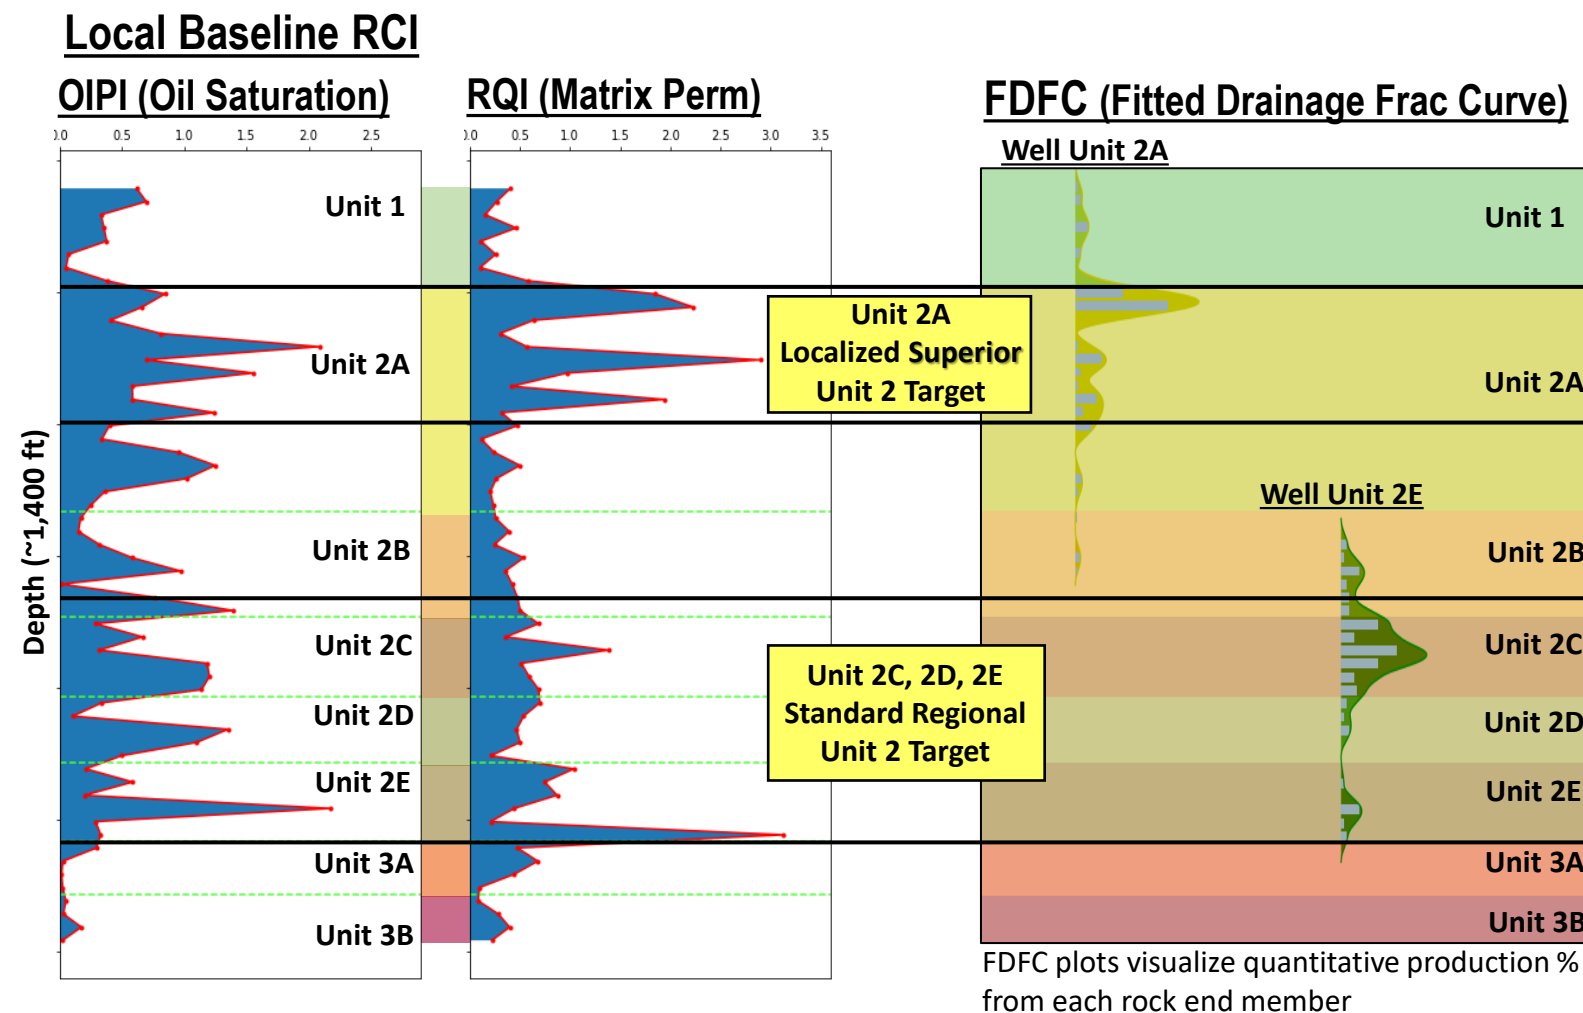 Local Baseline RCI
OIPI (Oil Saturation)
RQI (Matrix Perm)
FDFC (Fitted Drainage Frac Curve)
0.0 0.5 1.0 1.5 2.0 2.5
0.0 0.5 1.0 1.5 2.0 2.5 3.0 3.5
Well Unit 2A
Depth (~1,400 ft)
Unit 1
Unit 2A
Unit 2B
Unit 2C
Unit 2D
Unit 2E
Unit 3A
Unit 3B
Unit 2A
Localized Superior
Unit 2 Target
Unit 2C, 2D, 2E
Standard Regional
Unit 2 Target
Well Unit 2E
Unit 1
Unit 2A
Unit 2B
Unit 2C
Unit 2D
Unit 2E
Unit 3A
Unit 3B
FDFC plots visualize quantitative production %
from each rock end member